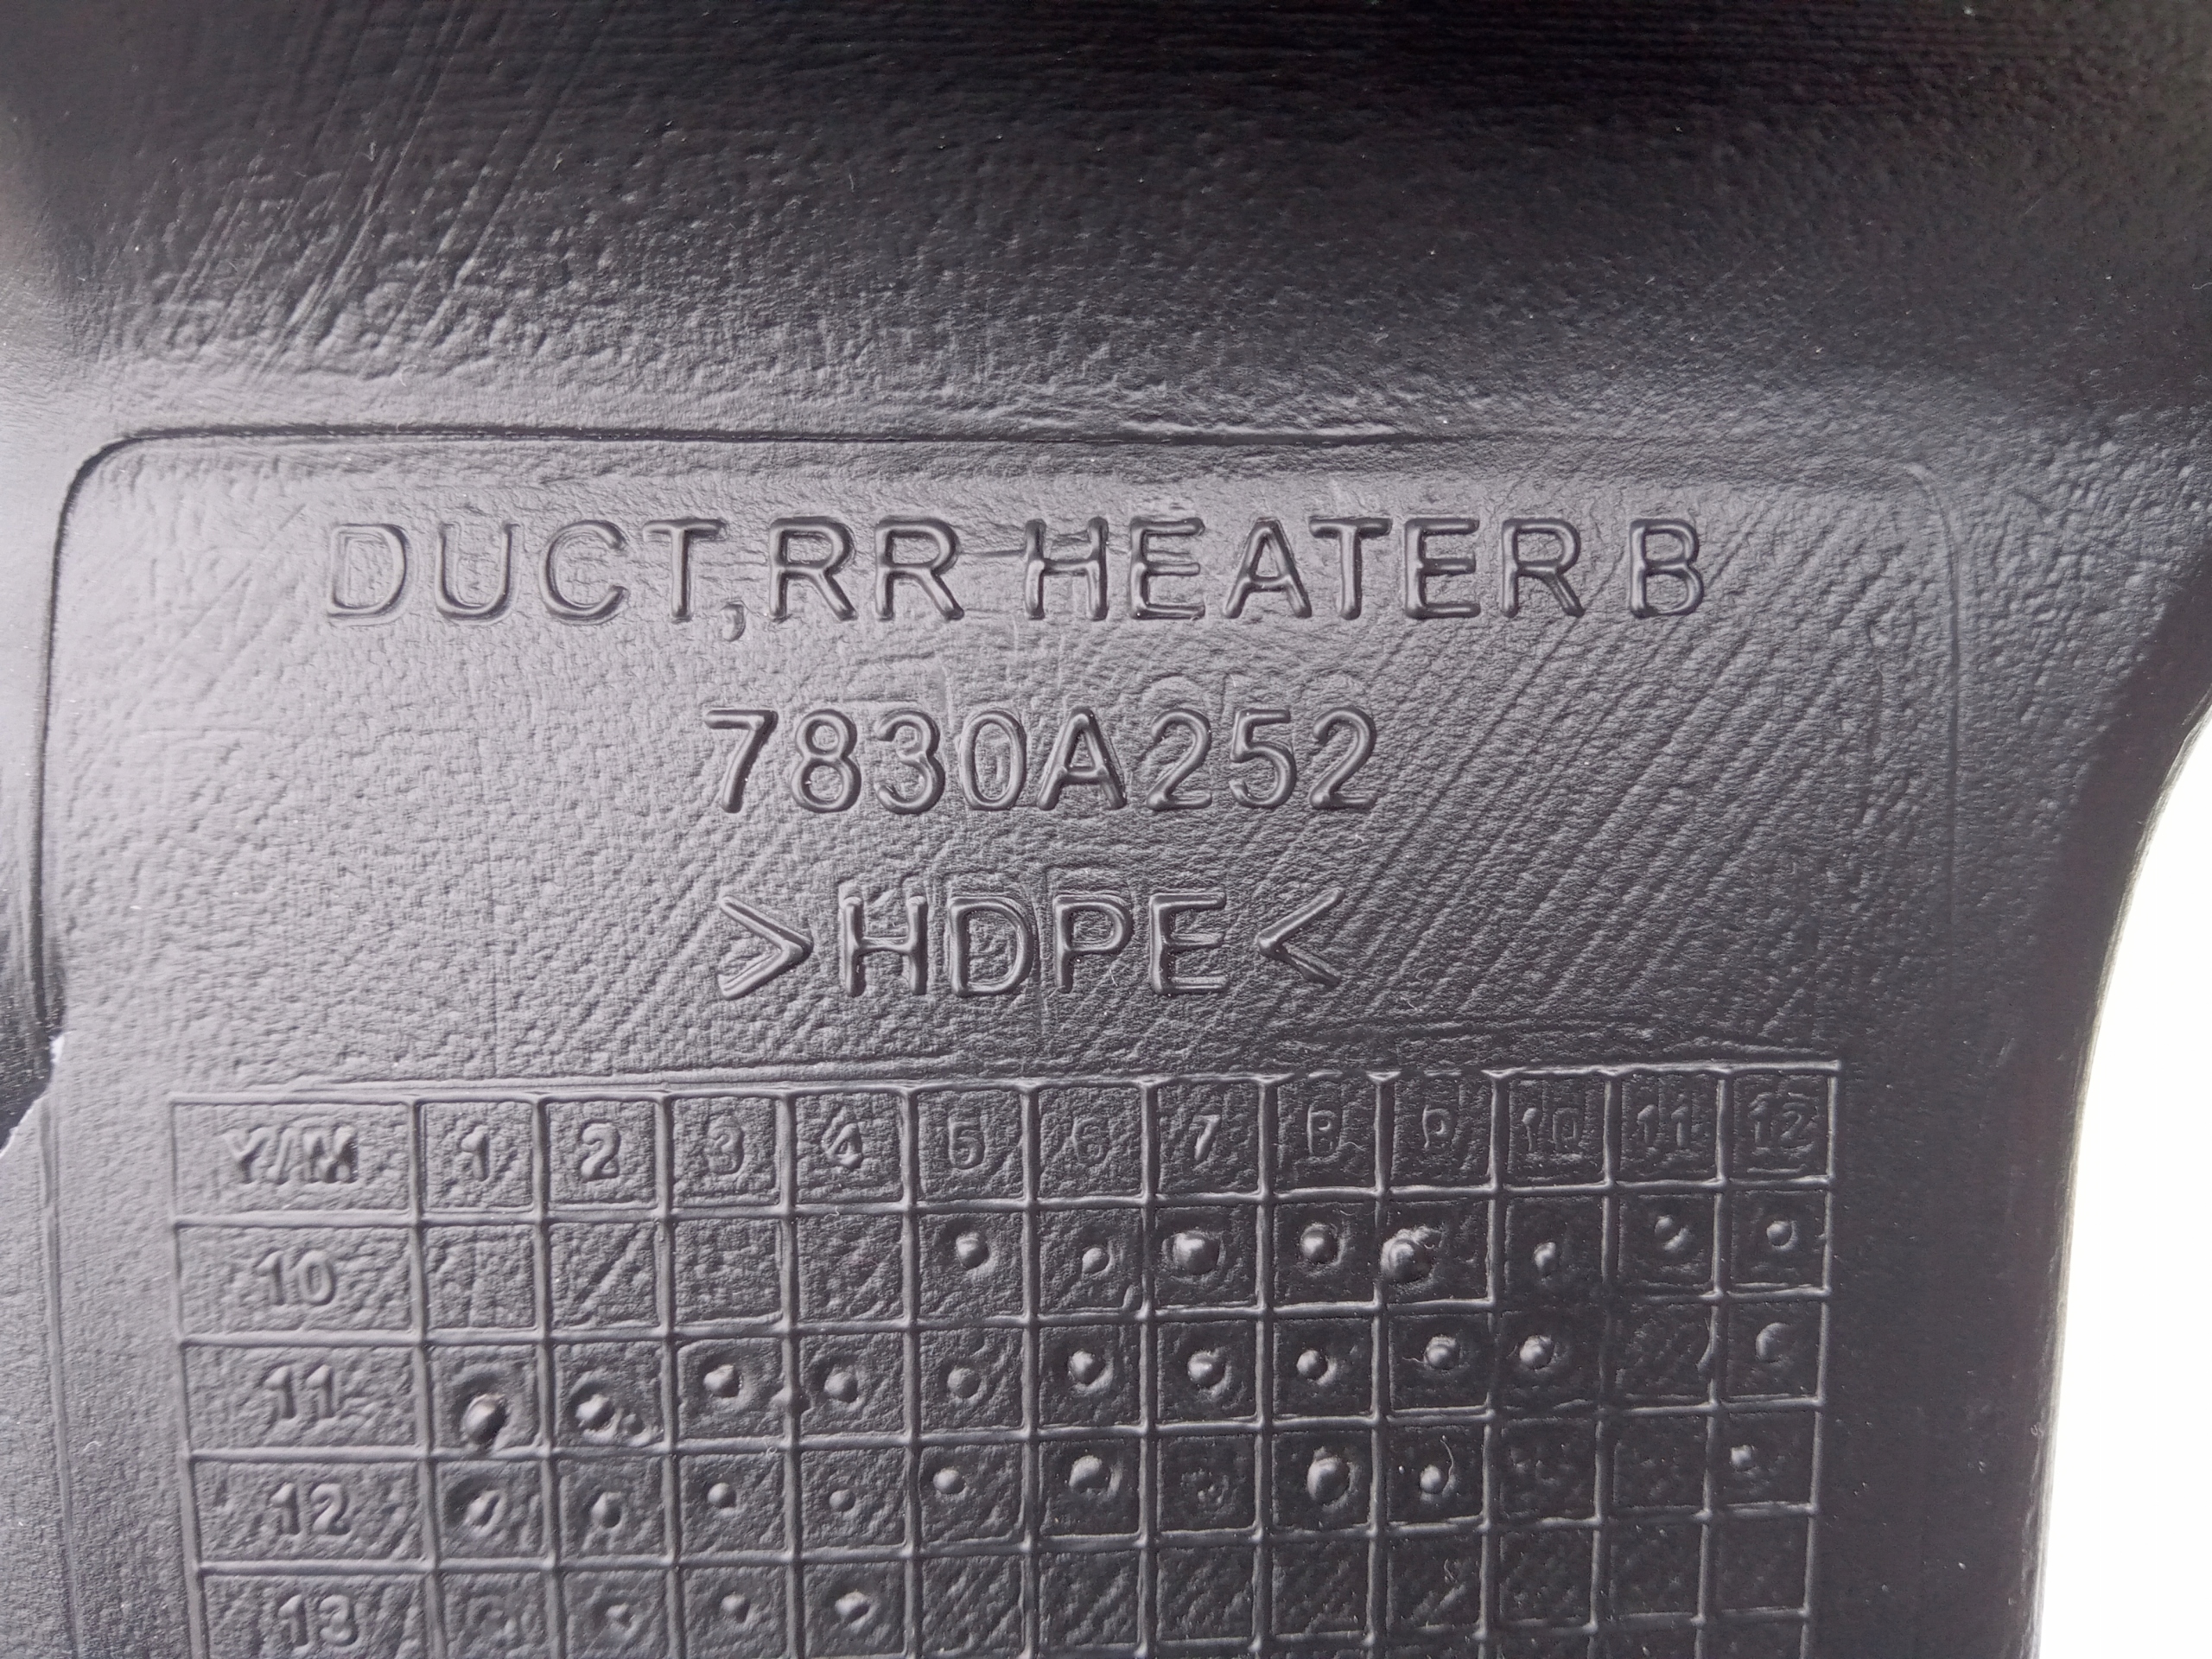 DUCT,RR HEATER B
7830A252
>HDPE<
Y/M 1 2 3 4 5 6 7 8 9 10 11 12
10
11
12
13